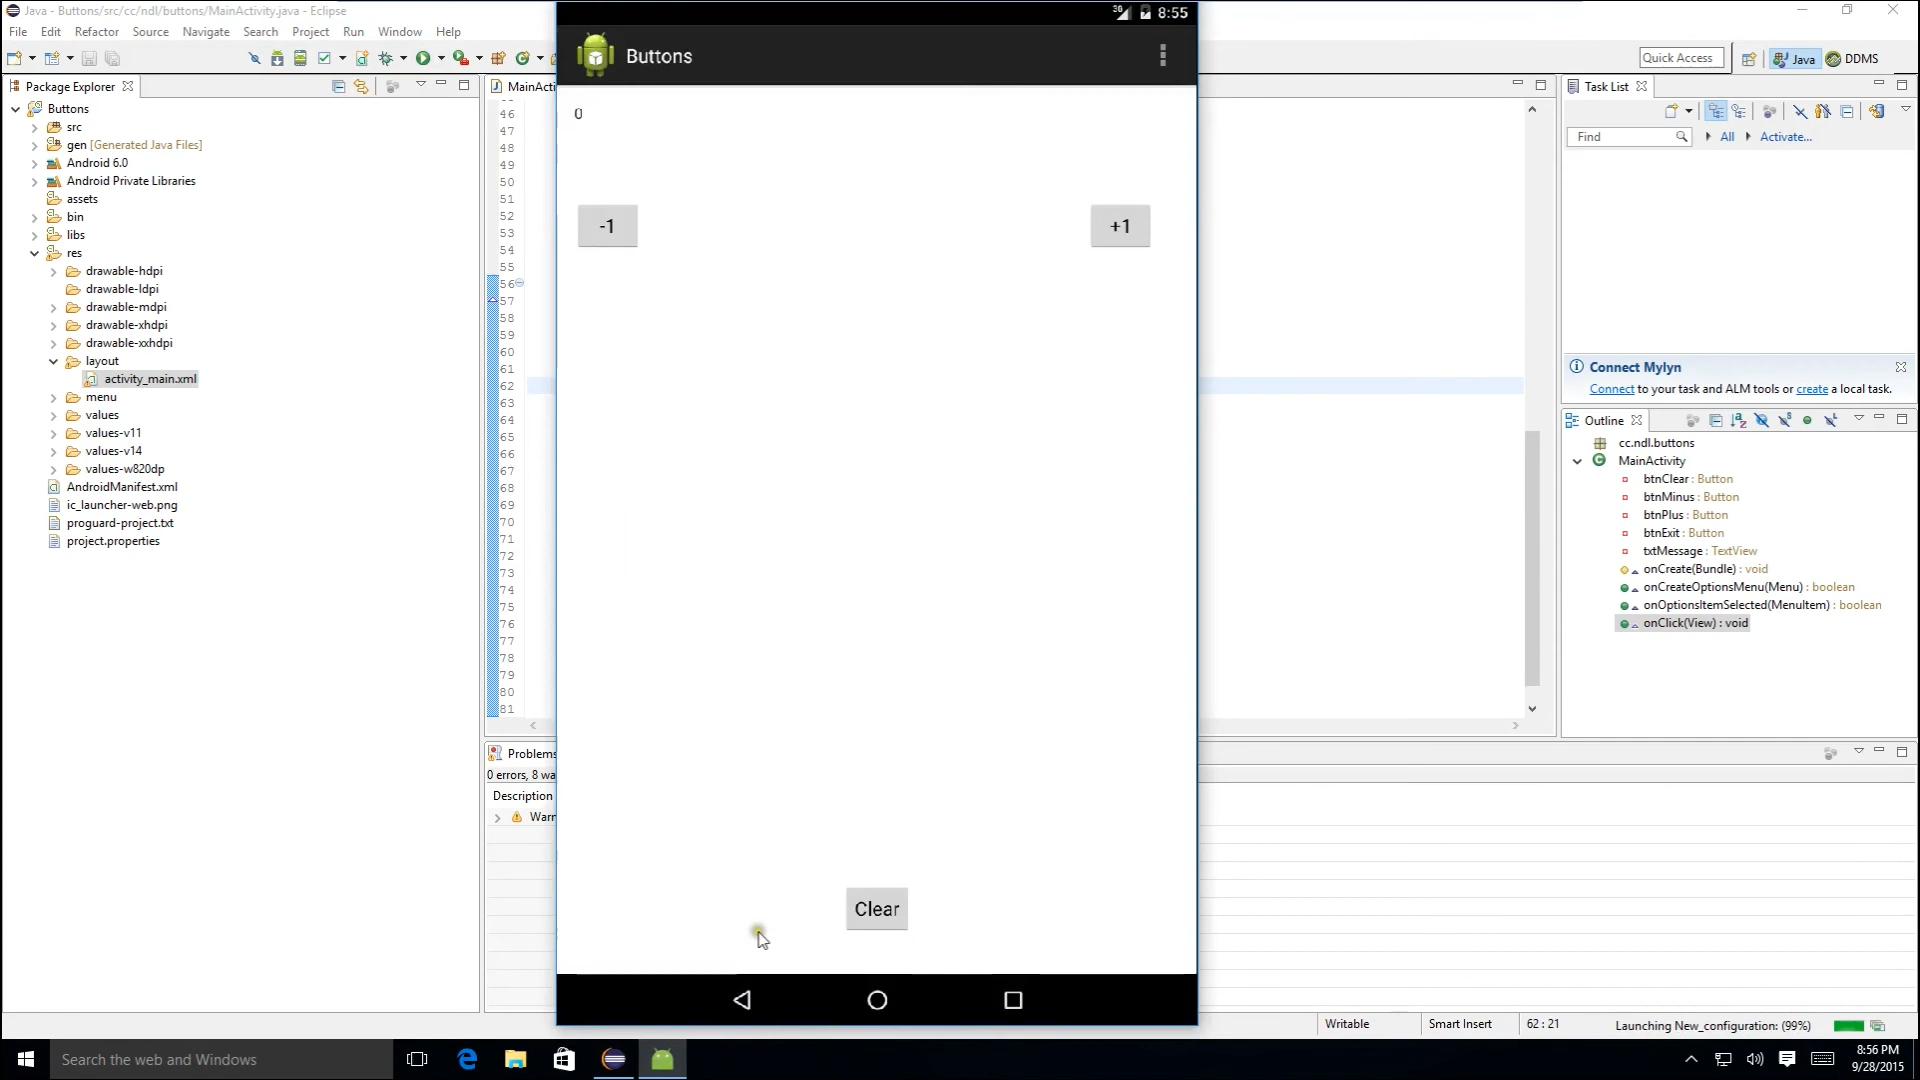 Java - Buttons/src/cc/ndl/buttons/MainActivity.java - Eclipse
File Edit Refactor Source Navigate Search Project Run Window Help
Quick Access
Java
DDMS
Package Explorer
Buttons
src
gen [Generated Java Files]
Android 6.0
Android Private Libraries
assets
bin
libs
res
drawable-hdpi
drawable-ldpi
drawable-mdpi
drawable-xhdpi
drawable-xxhdpi
layout
activity_main.xml
menu
values
values-v11
values-v14
values-w820dp
AndroidManifest.xml
ic_launcher-web.png
proguard-project.txt
project.properties
MainActi
46
47
48
49
50
51
52
53
54
55
56
57
58
59
60
61
62
63
64
65
66
67
68
69
70
71
72
73
74
75
76
77
78
79
80
81
Problems
0 errors, 8 wa
Description
Warn
3G 8:55
Buttons
0
-1
+1
Clear
Task List
Find
All
Activate...
Connect Mylyn
Connect to your task and ALM tools or create a local task.
Outline
cc.ndl.buttons
MainActivity
btnClear : Button
btnMinus : Button
btnPlus : Button
btnExit : Button
txtMessage : TextView
onCreate(Bundle) : void
onCreateOptionsMenu(Menu) : boolean
onOptionsItemSelected(MenuItem) : boolean
onClick(View) : void
Writable
Smart Insert
62 : 21
Launching New_configuration: (99%)
Search the web and Windows
8:56 PM
9/28/2015